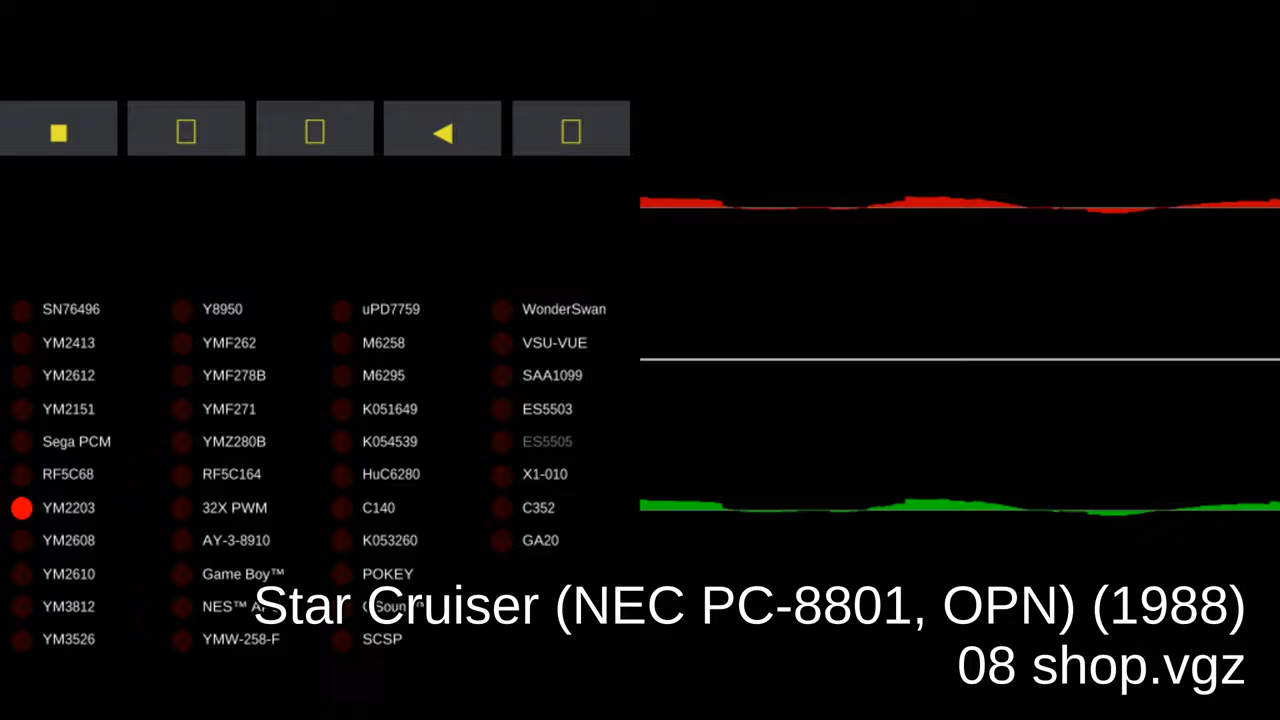 SN76496 Y8950 uPD7759 WonderSwan
YM2413 YMF262 M6258 VSU-VUE
YM2612 YMF278B M6295 SAA1099
YM2151 YMF271 K051649 ES5503
Sega PCM YMZ280B K054539 ES5505
RF5C68 RF5C164 HuC6280 X1-010
YM2203 32X PWM C140 C352
YM2608 AY-3-8910 K053260 GA20
YM2610 Game Boy™ POKEY
YM3812 NES™
YM3526 YMW-258-F SCSP
Star Cruiser (NEC PC-8801, OPN) (1988)
08 shop.vgz